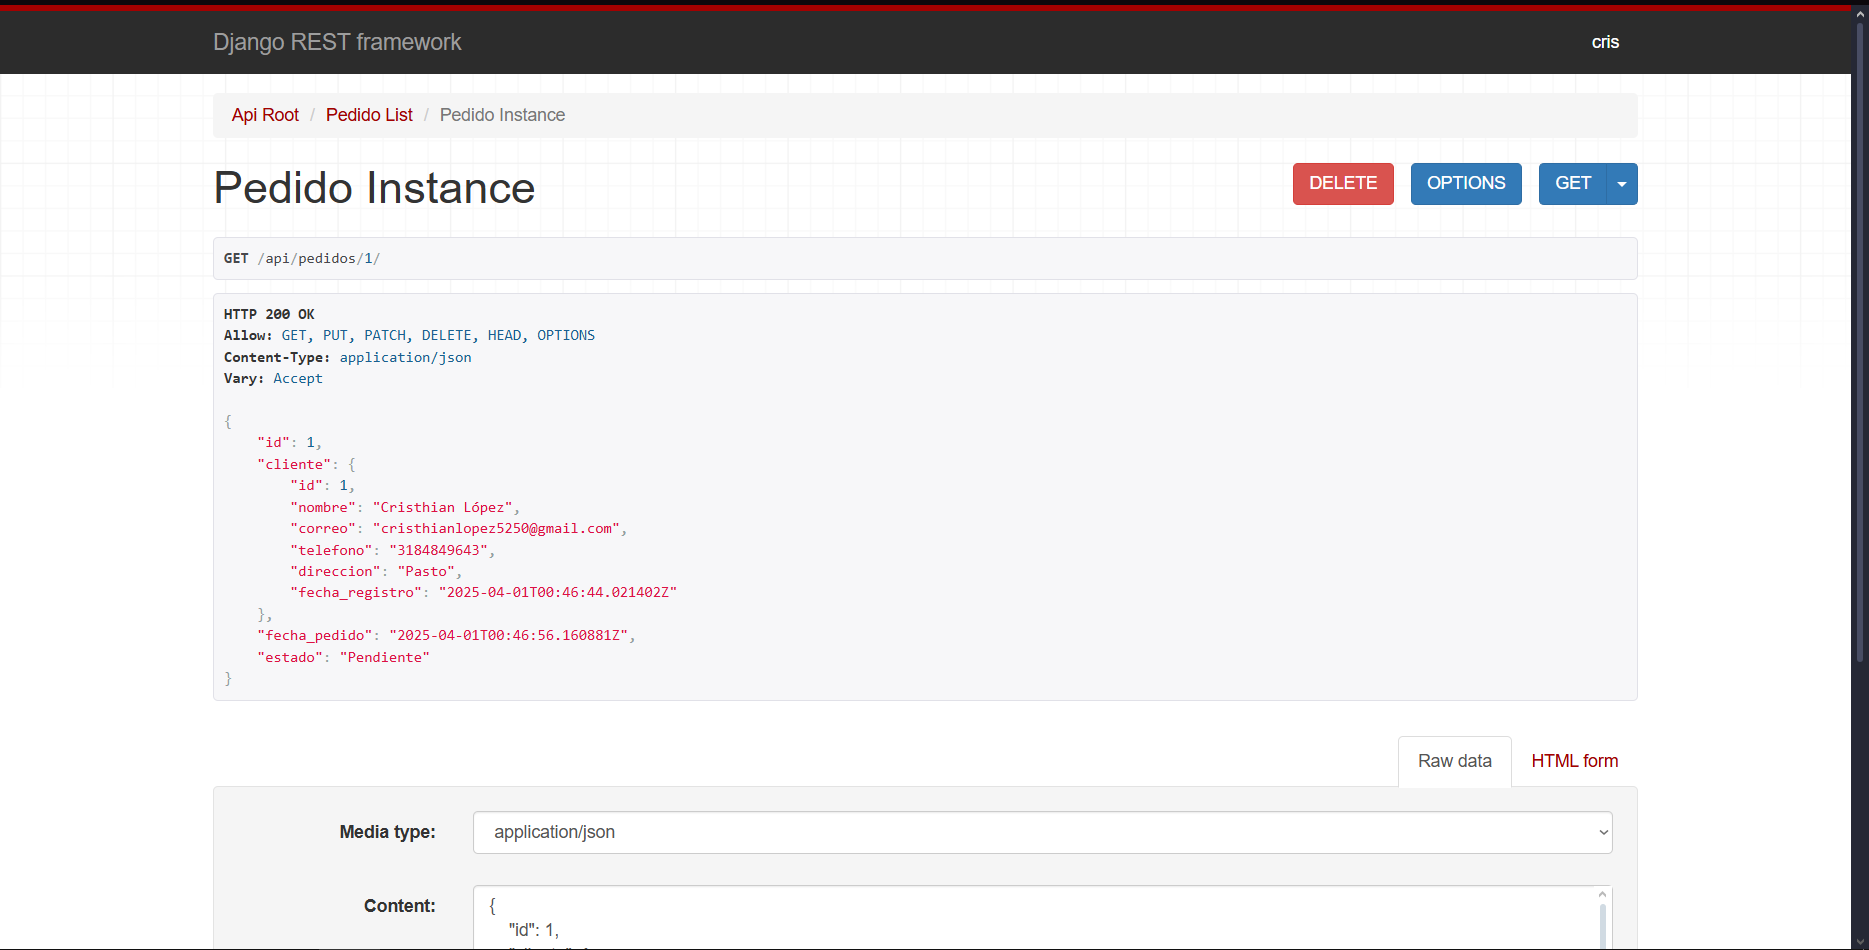 Django REST framework
cris
Api Root / Pedido List / Pedido Instance
Pedido Instance
DELETE
OPTIONS
GET
GET /api/pedidos/1/
HTTP 200 OK
Allow: GET, PUT, PATCH, DELETE, HEAD, OPTIONS
Content-Type: application/json
Vary: Accept
{
    "id": 1,
    "cliente": {
        "id": 1,
        "nombre": "Cristhian López",
        "correo": "cristhianlopez5250@gmail.com",
        "telefono": "3184849643",
        "direccion": "Pasto",
        "fecha_registro": "2025-04-01T00:46:44.021402Z"
    },
    "fecha_pedido": "2025-04-01T00:46:56.160881Z",
    "estado": "Pendiente"
}
Raw data
HTML form
Media type:
application/json
Content:
{
    "id": 1,